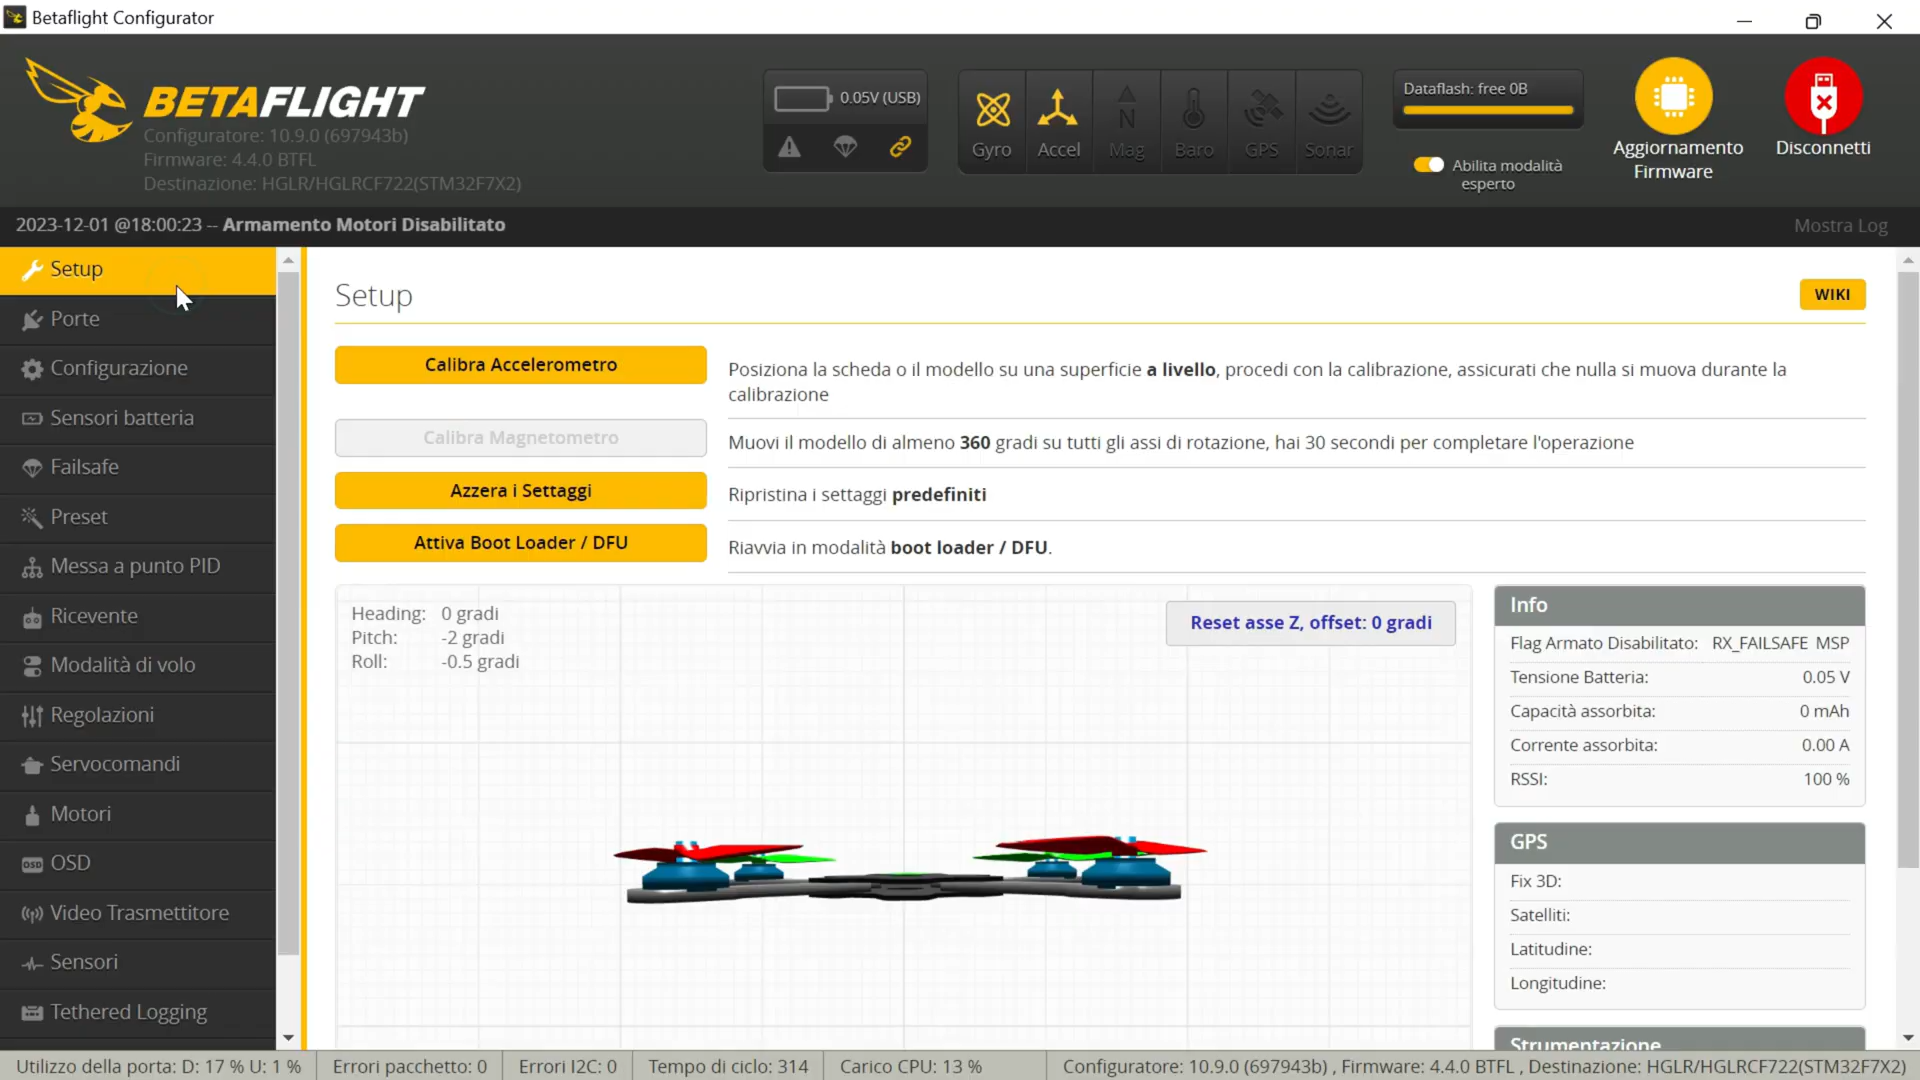 Betaflight Configurator
BETAFLIGHT
Configuratore: 10.9.0 (697943b)
Firmware: 4.4.0 BTFL
Destinazione: HGLR/HGLRCF722(STM32F7X2)
0.05V (USB)
Gyro
Accel
N
Mag
Baro
GPS
Sonar
Dataflash: free 0B
Abilita modalità
esperto
Aggiornamento
Firmware
Disconnetti
2023-12-01 @18:00:23 -- Armamento Motori Disabilitato
Mostra Log
Setup
Porte
Configurazione
Sensori batteria
Failsafe
Preset
Messa a punto PID
Ricevente
Modalità di volo
Regolazioni
Servocomandi
Motori
OSD OSD
Video Trasmettitore
Sensori
Tethered Logging
Setup
WIKI
Calibra Accelerometro
Posiziona la scheda o il modello su una superficie a livello, procedi con la calibrazione, assicurati che nulla si muova durante la
calibrazione
Calibra Magnetometro
Muovi il modello di almeno 360 gradi su tutti gli assi di rotazione, hai 30 secondi per completare l'operazione
Azzera i Settaggi
Ripristina i settaggi predefiniti
Attiva Boot Loader / DFU
Riavvia in modalità boot loader / DFU.
Heading: 0 gradi
Pitch: -2 gradi
Roll: -0.5 gradi
Reset asse Z, offset: 0 gradi
Info
Flag Armato Disabilitato: RX_FAILSAFE MSP
Tensione Batteria: 0.05 V
Capacità assorbita: 0 mAh
Corrente assorbita: 0.00 A
RSSI: 100 %
GPS
Fix 3D:
Satelliti:
Latitudine:
Longitudine:
Strumentazione
Utilizzo della porta: D: 17 % U: 1 %
Errori pacchetto: 0
Errori I2C: 0
Tempo di ciclo: 314
Carico CPU: 13 %
Configuratore: 10.9.0 (697943b) , Firmware: 4.4.0 BTFL , Destinazione: HGLR/HGLRCF722(STM32F7X2)